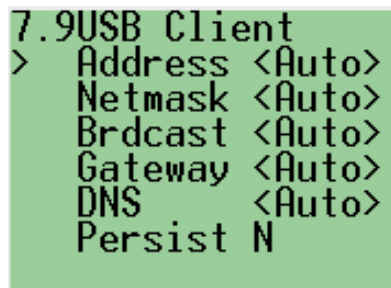 7.9USB Client
>  Address <Auto>
   Netmask <Auto>
   Brdcast <Auto>
   Gateway <Auto>
   DNS     <Auto>
   Persist N